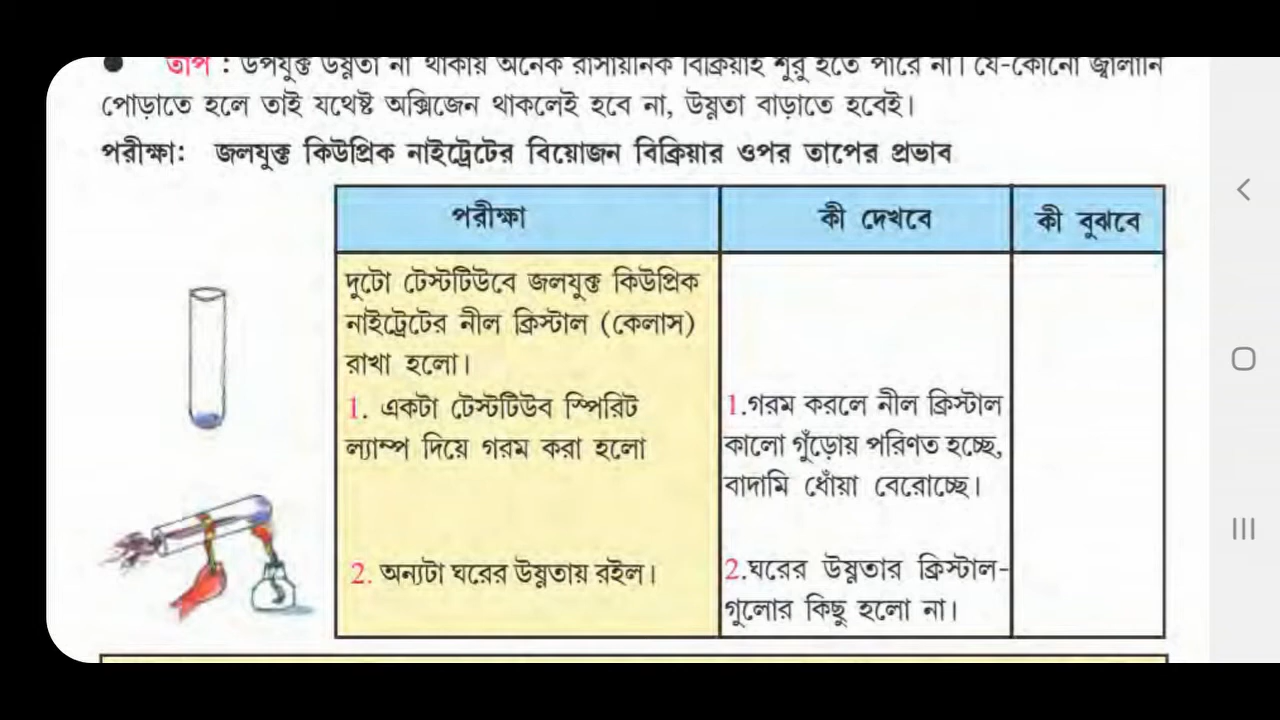 তাপ : উপযুক্ত উষ্ণতা না থাকায় অনেক রাসায়নিক বিক্রিয়াই শুরু হতে পারে না। যে-কোনো জ্বালানি
পোড়াতে হলে তাই যথেষ্ট অক্সিজেন থাকলেই হবে না, উষ্ণতা বাড়াতে হবেই।
পরীক্ষা: জলযুক্ত কিউপ্রিক নাইট্রেটের বিয়োজন বিক্রিয়ার ওপর তাপের প্রভাব
পরীক্ষা
কী দেখবে
কী বুঝবে
দুটো টেস্টটিউবে জলযুক্ত কিউপ্রিক
নাইট্রেটের নীল ক্রিস্টাল (কেলাস)
রাখা হলো।
1. একটা টেস্টটিউব স্পিরিট
ল্যাম্প দিয়ে গরম করা হলো
2. অন্যটা ঘরের উষ্ণতায় রইল।
1.গরম করলে নীল ক্রিস্টাল
কালো গুঁড়োয় পরিণত হচ্ছে,
বাদামি ধোঁয়া বেরোচ্ছে।
2.ঘরের উষ্ণতার ক্রিস্টাল-
গুলোর কিছু হলো না।